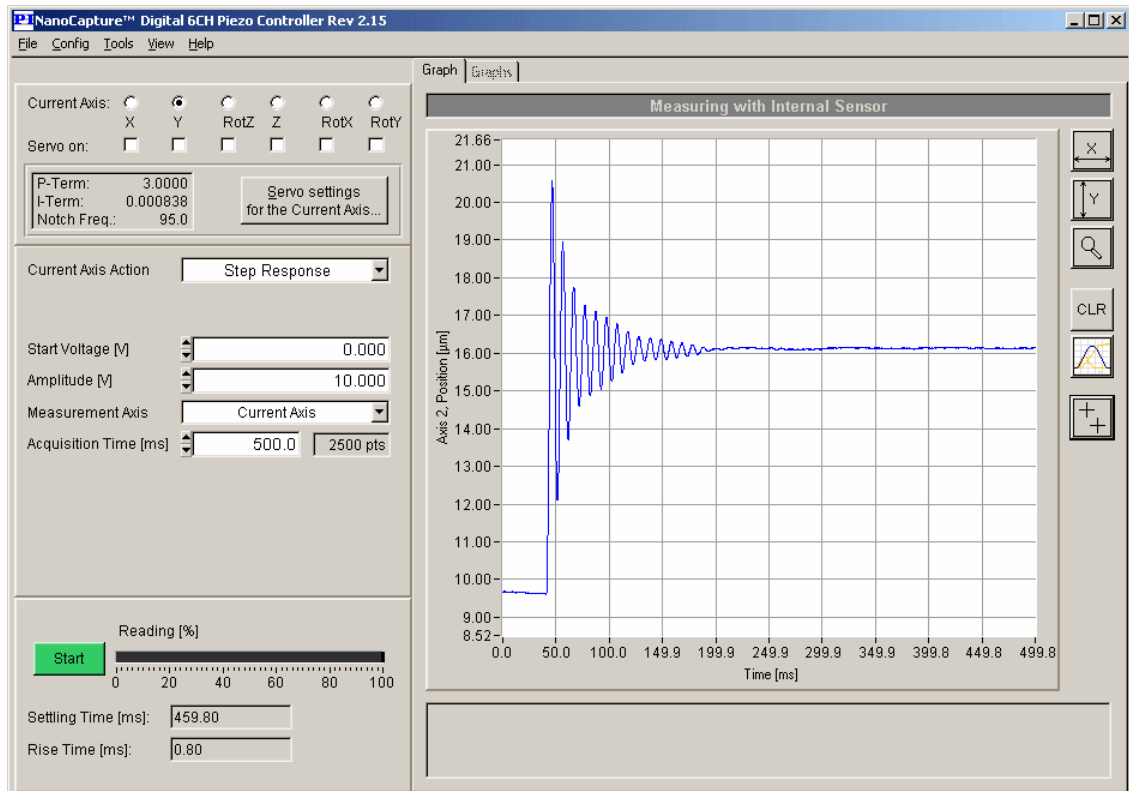 PI NanoCapture™ Digital 6CH Piezo Controller Rev 2.15
File Config Tools View Help
Graph Graphs
Current Axis:
X Y RotZ Z RotX RotY
Servo on:
P-Term: 3.0000
I-Term: 0.000838
Notch Freq.: 95.0
Servo settings
for the Current Axis...
Current Axis Action Step Response
Start Voltage [V] 0.000
Amplitude [V] 10.000
Measurement Axis Current Axis
Acquisition Time [ms] 500.0 2500 pts
Reading [%]
Start
0 20 40 60 80 100
Settling Time [ms]: 459.80
Rise Time [ms]: 0.80
Measuring with Internal Sensor
21.66
21.00
20.00
19.00
18.00
17.00
16.00
15.00
14.00
13.00
12.00
11.00
10.00
9.00
8.52
Axis 2, Position [µm]
0.0 50.0 100.0 149.9 199.9 249.9 299.9 349.9 399.8 449.8 499.8
Time [ms]
X
Y
CLR